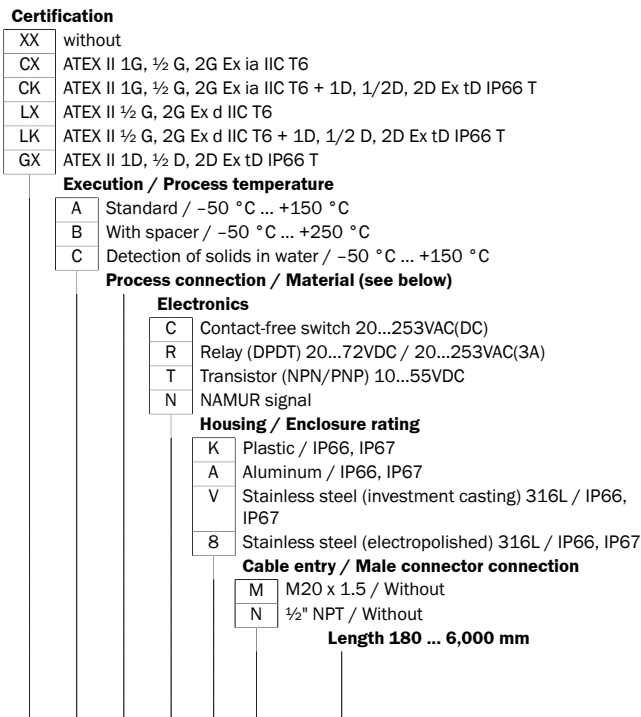 Certification
XX without
CX ATEX II 1G, ½ G, 2G Ex ia IIC T6
CK ATEX II 1G, ½ G, 2G Ex ia IIC T6 + 1D, 1/2D, 2D Ex tD IP66 T
LX ATEX II ½ G, 2G Ex d IIC T6
LK ATEX II ½ G, 2G Ex d IIC T6 + 1D, 1/2 D, 2D Ex tD IP66 T
GX ATEX II 1D, ½ D, 2D Ex tD IP66 T
Execution / Process temperature
A Standard / –50 °C ... +150 °C
B With spacer / –50 °C ... +250 °C
C Detection of solids in water / –50 °C ... +150 °C
Process connection / Material (see below)
Electronics
C Contact-free switch 20...253VAC(DC)
R Relay (DPDT) 20...72VDC / 20...253VAC(3A)
T Transistor (NPN/PNP) 10...55VDC
N NAMUR signal
Housing / Enclosure rating
K Plastic / IP66, IP67
A Aluminum / IP66, IP67
V Stainless steel (investment casting) 316L / IP66,
IP67
8 Stainless steel (electropolished) 316L / IP66, IP67
Cable entry / Male connector connection
M M20 x 1.5 / Without
N ½" NPT / Without
Length 180 ... 6,000 mm